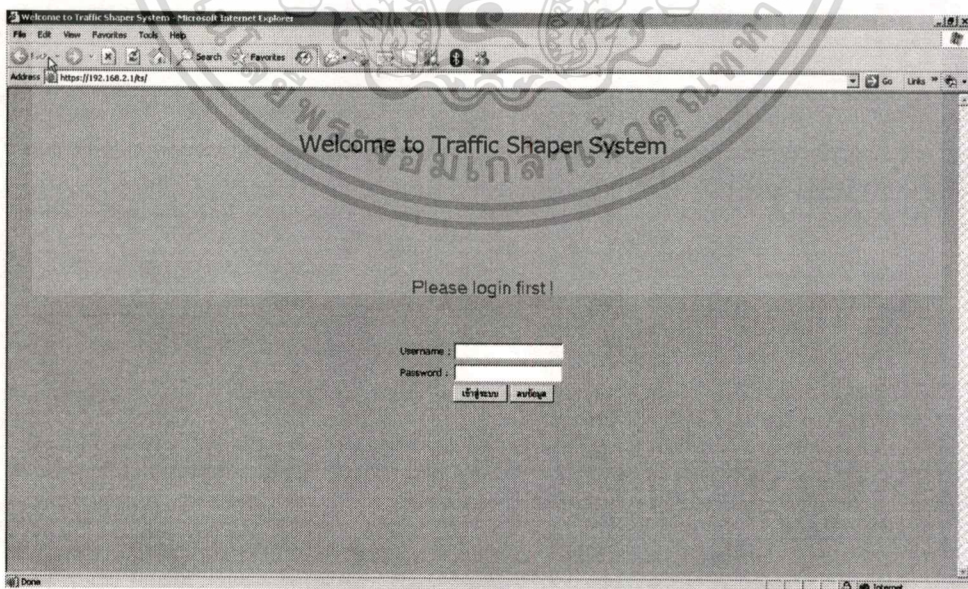 Welcome to Traffic Shaper System - Microsoft Internet Explorer
File Edit View Favorites Tools Help
Search Favorites
Address https://192.168.2.1/ts/ Go Links »
Welcome to Traffic Shaper System
Please login first !
Username :
Password :
เข้าสู่ระบบ ลบข้อมูล
Done Internet